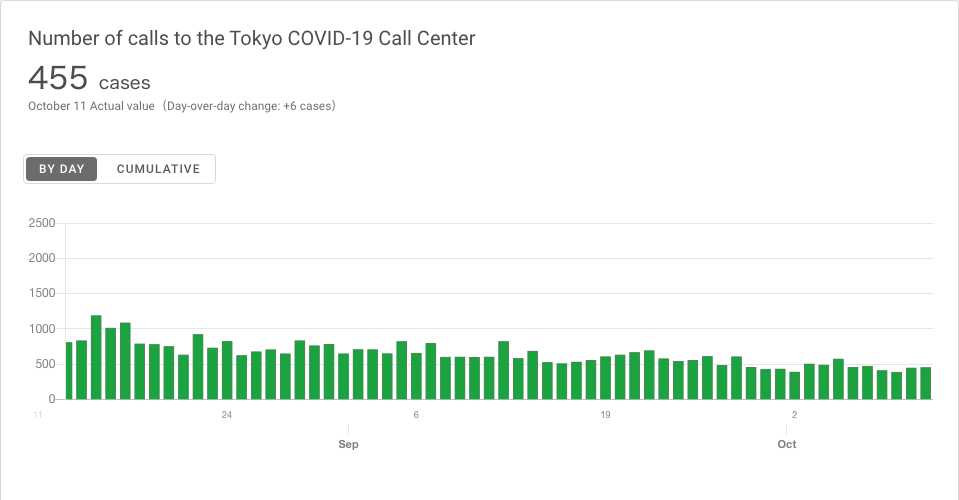 Number of calls to the Tokyo COVID-19 Call Center
455 cases
October 11 Actual value（Day-over-day change: +6 cases）
BY DAY CUMULATIVE
2500
2000
1500
1000
500
0
11 24 6 19 2
Sep Oct